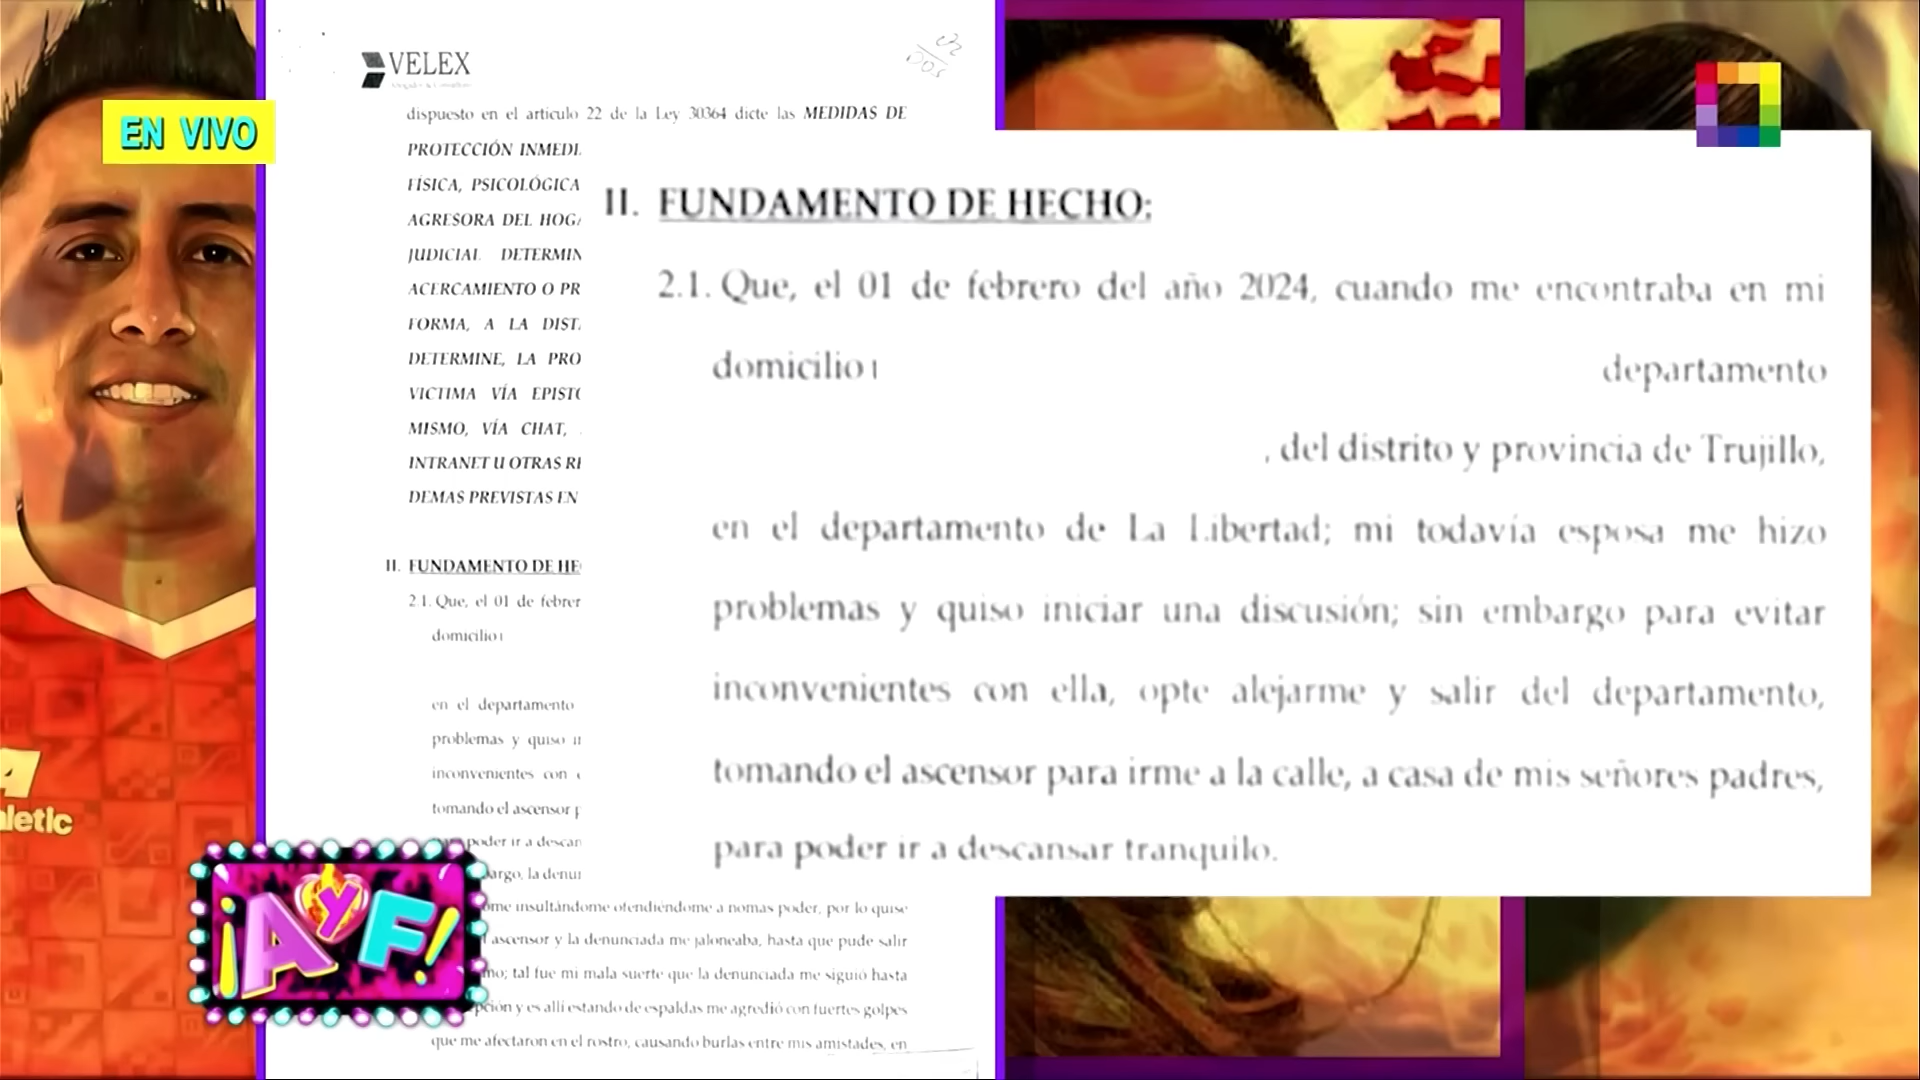 EN VIVO
VELEX
dispuesto en el artículo 22 de la Ley 30364 dicte las MEDIDAS DE
PROTECCIÓN INMEDI
FÍSICA, PSICOLÓGICA
AGRESORA DEL HOG
JUDICIAL DETERMIN
ACERCAMIENTO O PR
FORMA, A LA DIST
DETERMINE, LA PRO
VICTIMA VÍA EPISTO
MISMO, VÍA CHAT,
INTRANET U OTRAS RE
DEMAS PREVISTAS EN
II. FUNDAMENTO DE HE
2.1. Que, el 01 de febrer
domicilio
en el departamento
problemas y quiso i
inconvenientes con
tomando el ascensor p
poder ir a descan
argo, la denu
me insultándome ofendiéndome a nomas poder, por lo quise
ascensor y la denunciada me jaloneaba, hasta que pude salir
mo; tal fue mi mala suerte que la denunciada me siguió hasta
pción y es allí estando de espaldas me agredió con fuertes golpes
que me afectaron en el rostro, causando burlas entre mis amistades, en
II. FUNDAMENTO DE HECHO:
2.1. Que, el 01 de febrero del año 2024, cuando me encontraba en mi
domicilio departamento
, del distrito y provincia de Trujillo,
en el departamento de La Libertad; mi todavía esposa me hizo
problemas y quiso iniciar una discusión; sin embargo para evitar
inconvenientes con ella, opte alejarme y salir del departamento,
tomando el ascensor para irme a la calle, a casa de mis señores padres,
para poder ir a descansar tranquilo.
letic
¡AyF!